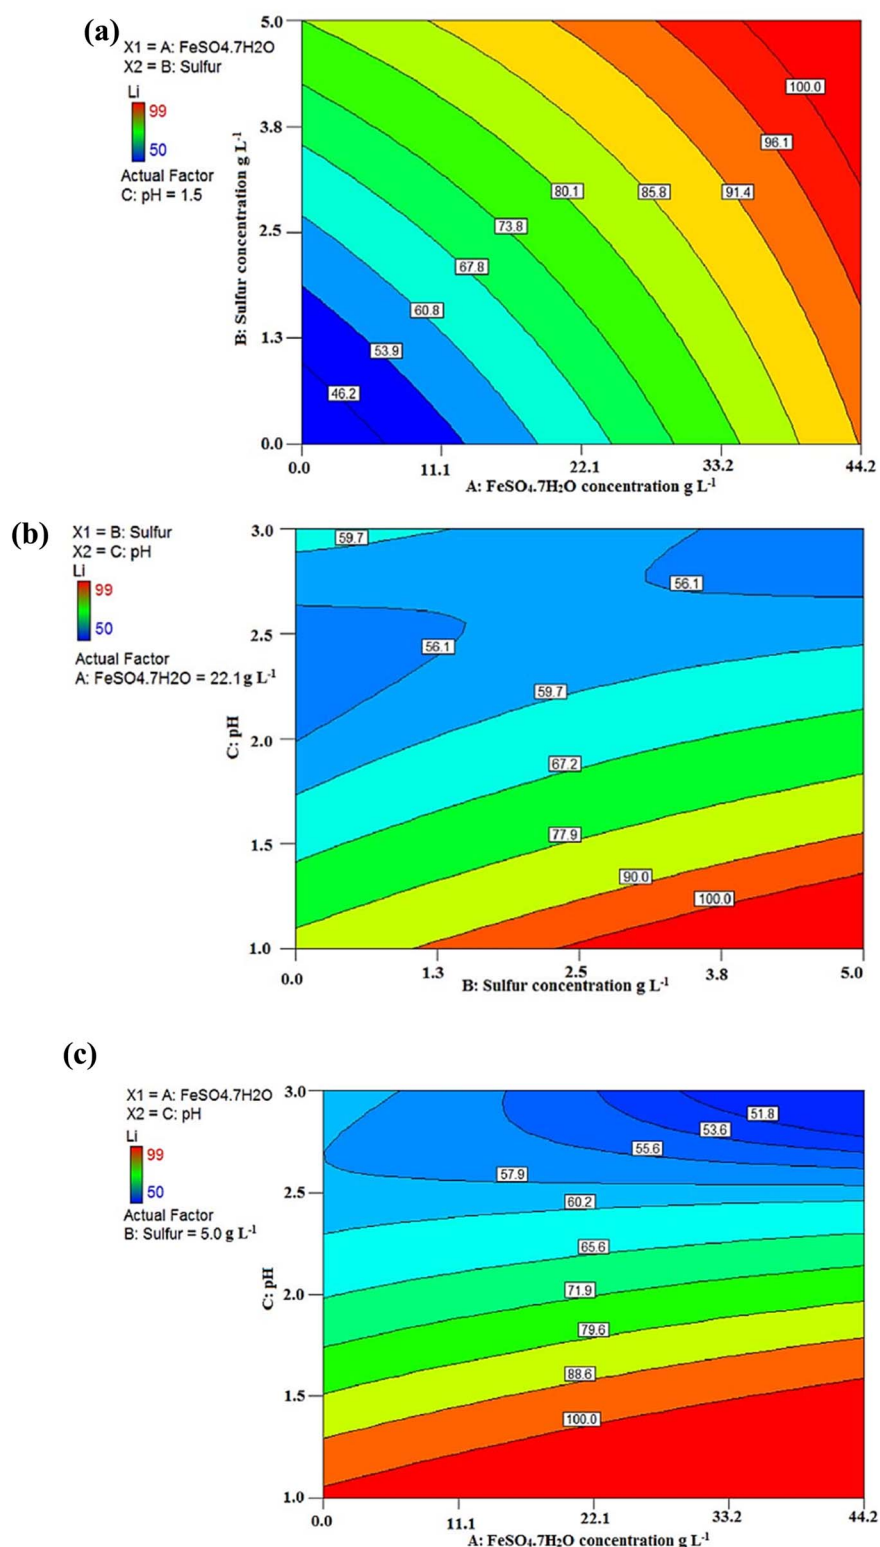 (a)
X1 = A: FeSO4.7H2O
X2 = B: Sulfur
Li
99
50
Actual Factor
C: pH = 1.5
B: Sulfur concentration g L⁻¹
5.0
3.8
2.5
1.3
0.0
100.0
96.1
80.1
85.8
91.4
73.8
67.8
60.8
53.9
46.2
0.0
11.1
22.1
33.2
44.2
A: FeSO₄.7H₂O concentration g L⁻¹
(b)
X1 = B: Sulfur
X2 = C: pH
Li
99
50
Actual Factor
A: FeSO4.7H2O = 22.1 g L⁻¹
C: pH
3.0
2.5
2.0
1.5
1.0
59.7
56.1
56.1
59.7
67.2
77.9
90.0
100.0
0.0
1.3
2.5
3.8
5.0
B: Sulfur concentration g L⁻¹
(c)
X1 = A: FeSO4.7H2O
X2 = C: pH
Li
99
50
Actual Factor
B: Sulfur = 5.0 g L⁻¹
C: pH
3.0
2.5
2.0
1.5
1.0
51.8
53.6
55.6
57.9
60.2
65.6
71.9
79.6
88.6
100.0
0.0
11.1
22.1
33.2
44.2
A: FeSO₄.7H₂O concentration g L⁻¹